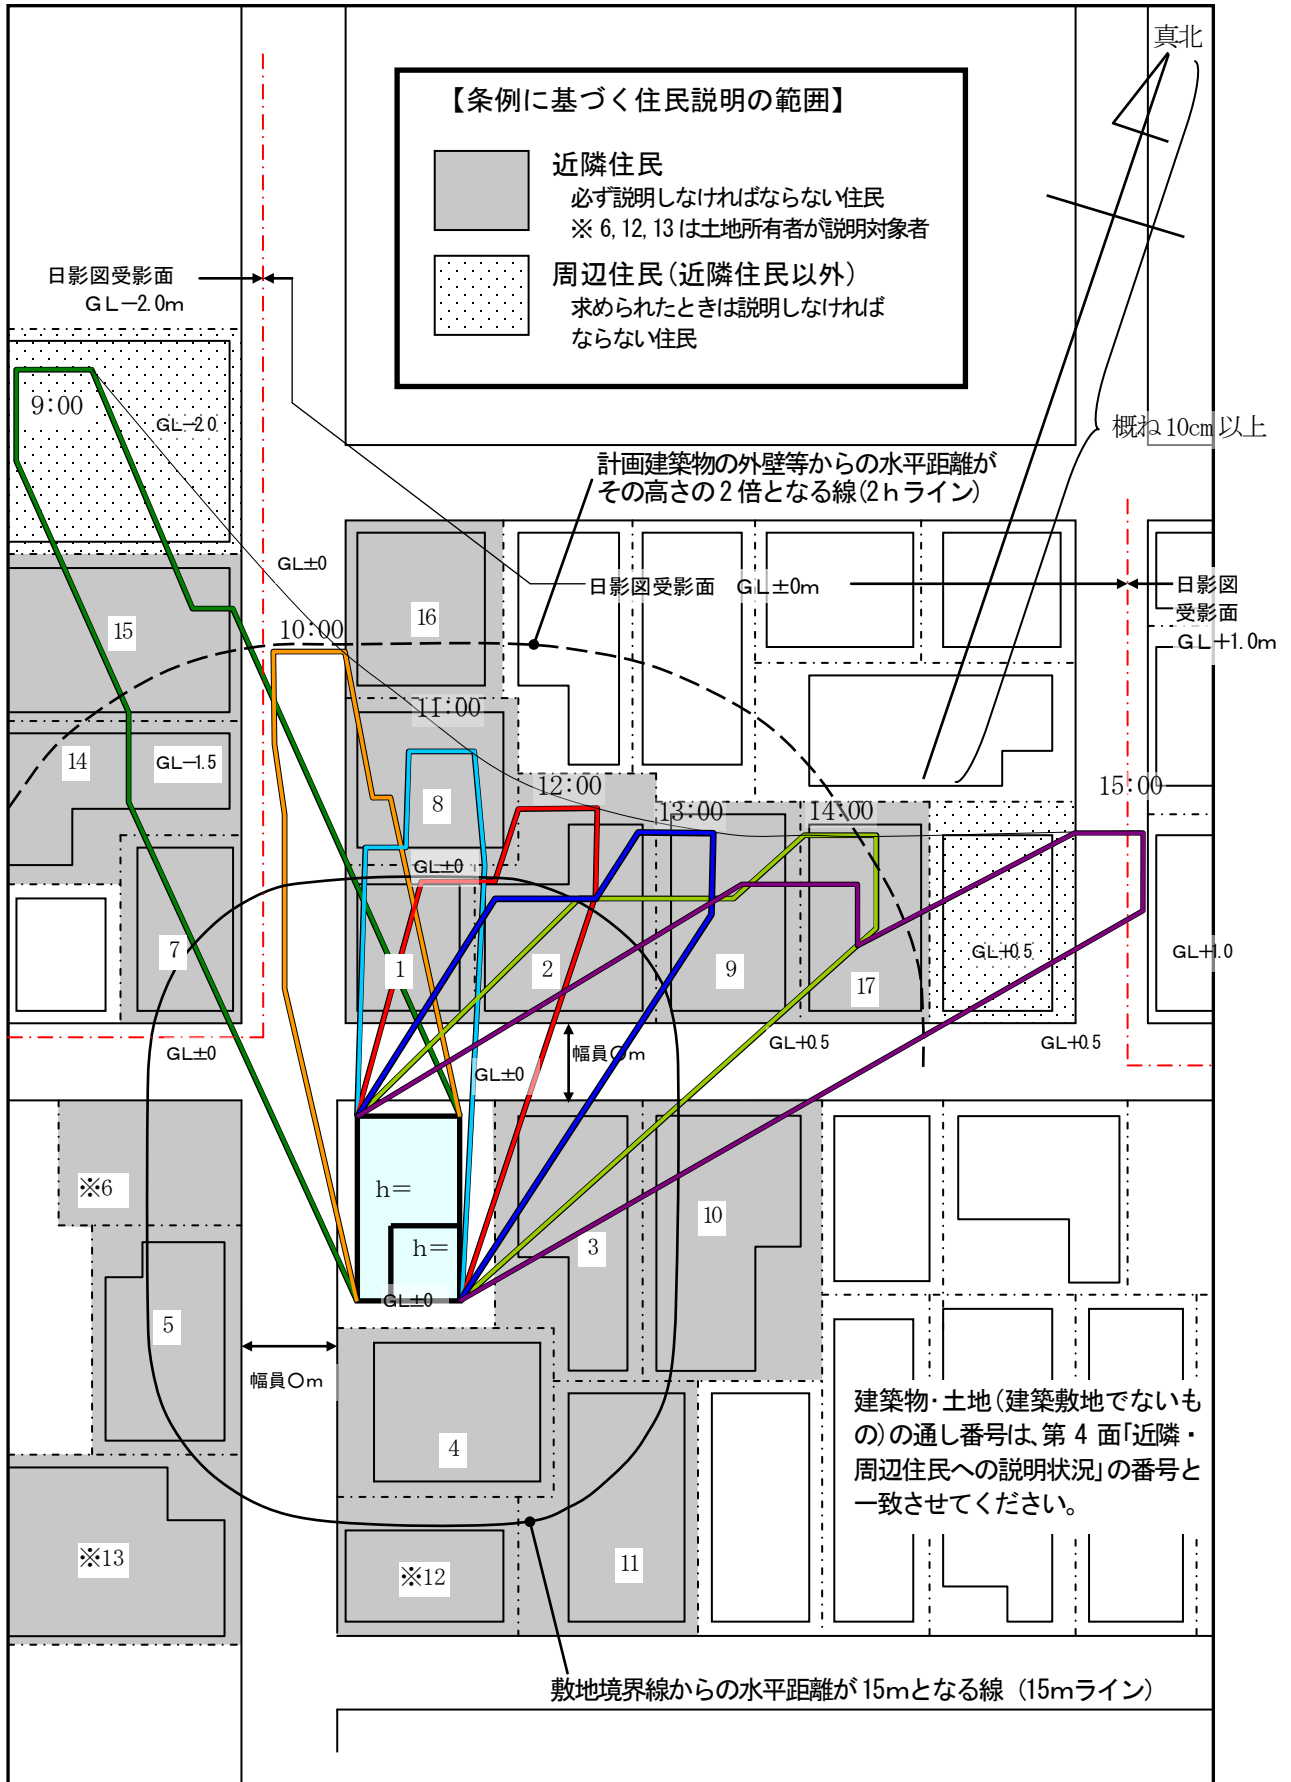 真北
【条例に基づく住民説明の範囲】
近隣住民
必ず説明しなければならない住民
※ 6, 12, 13 は土地所有者が説明対象者
周辺住民(近隣住民以外)
求められたときは説明しなければ
ならない住民
日影図受影面
GL−2.0m
9:00
GL−2.0
概ね 10cm 以上
計画建築物の外壁等からの水平距離が
その高さの 2 倍となる線(2hライン)
GL±0
日影図受影面 GL±0m
日影図
受影面
GL+1.0m
16
15
10:00
11:00
14
GL−1.5
8
12:00
13:00
14:00
15:00
GL±0
7
1
2
9
17
GL+0.5
GL+1.0
GL±0
幅員〇m
GL+0.5
GL+0.5
GL±0
※6
h=
10
h=
3
GL±0
5
幅員〇m
4
建築物・土地(建築敷地でないも
の)の通し番号は、第 4 面「近隣・
周辺住民への説明状況」の番号と
一致させてください。
※13
※12
11
敷地境界線からの水平距離が 15mとなる線 (15mライン)